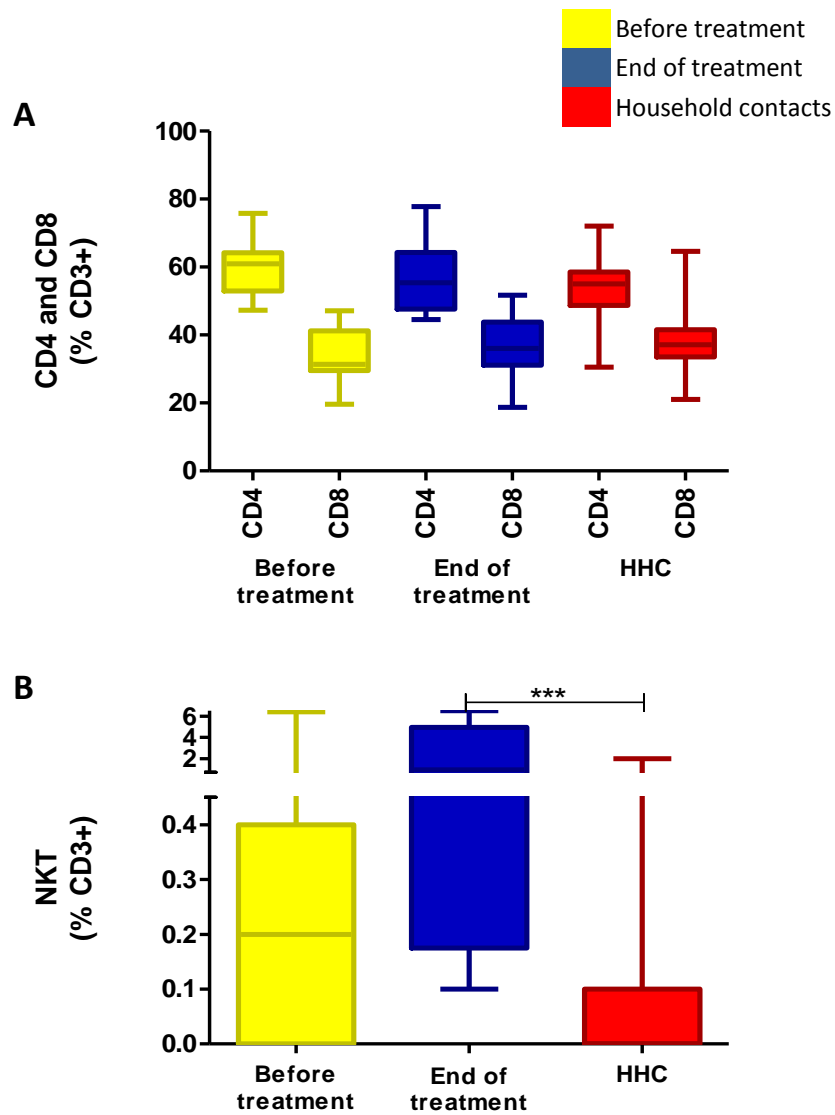 Before treatment
End of treatment
Household contacts
A
CD4 and CD8
(% CD3+)
100
80
60
40
20
0
CD4
CD8
CD4
CD8
CD4
CD8
Before
treatment
End of
treatment
HHC
B
***
NKT
(% CD3+)
6
4
2
0.4
0.3
0.2
0.1
0.0
Before
treatment
End of
treatment
HHC